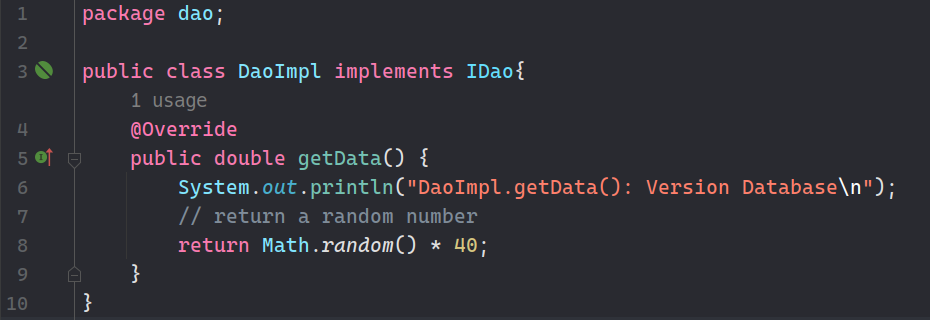 1 package dao;
2
3 public class DaoImpl implements IDao{
1 usage
4 @Override
5 public double getData() {
6 System.out.println("DaoImpl.getData(): Version Database\n");
7 // return a random number
8 return Math.random() * 40;
9 }
10 }